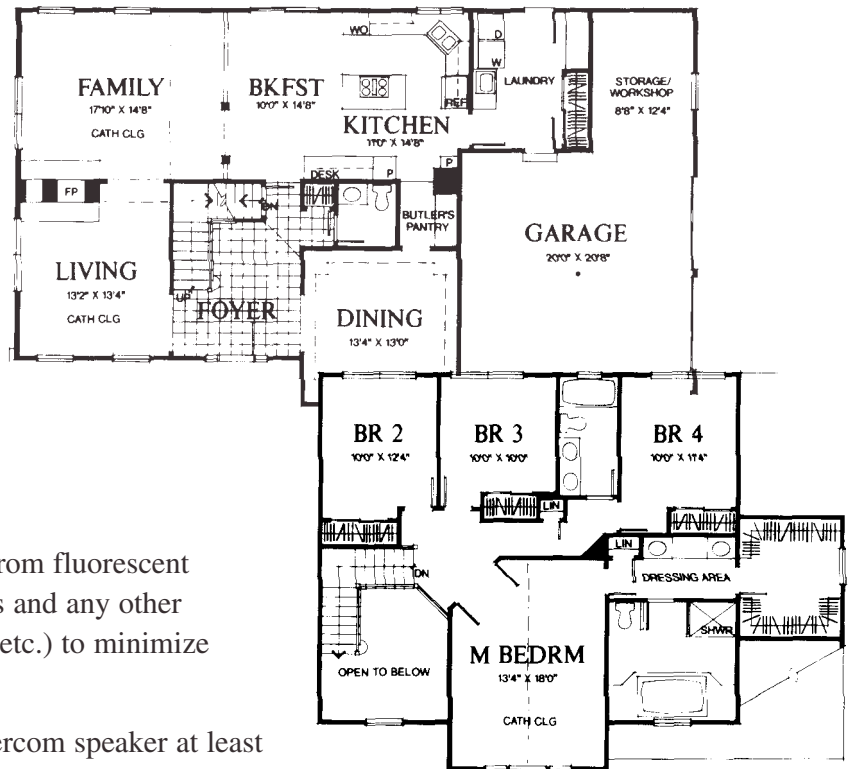 FAMILY
17'10" X 14'8"
CATH CLG
BKFST
10'0" X 14'8"
WO
KITCHEN
11'0" X 14'8"
REF
D
W
LAUNDRY
STORAGE/
WORKSHOP
8'8" X 12'4"
DESK
P
P
FP
DN
BUTLER'S
PANTRY
GARAGE
20'0" X 20'8"
LIVING
13'2" X 13'4"
CATH CLG
UP
FOYER
DINING
13'4" X 13'0"
BR 2
10'0" X 12'4"
BR 3
10'0" X 10'0"
BR 4
10'0" X 11'4"
LIN
LIN
DN
DRESSING AREA
SHWR
OPEN TO BELOW
M BEDRM
13'4" X 18'0"
CATH CLG
rom fluorescent
s and any other
etc.) to minimize
ercom speaker at least